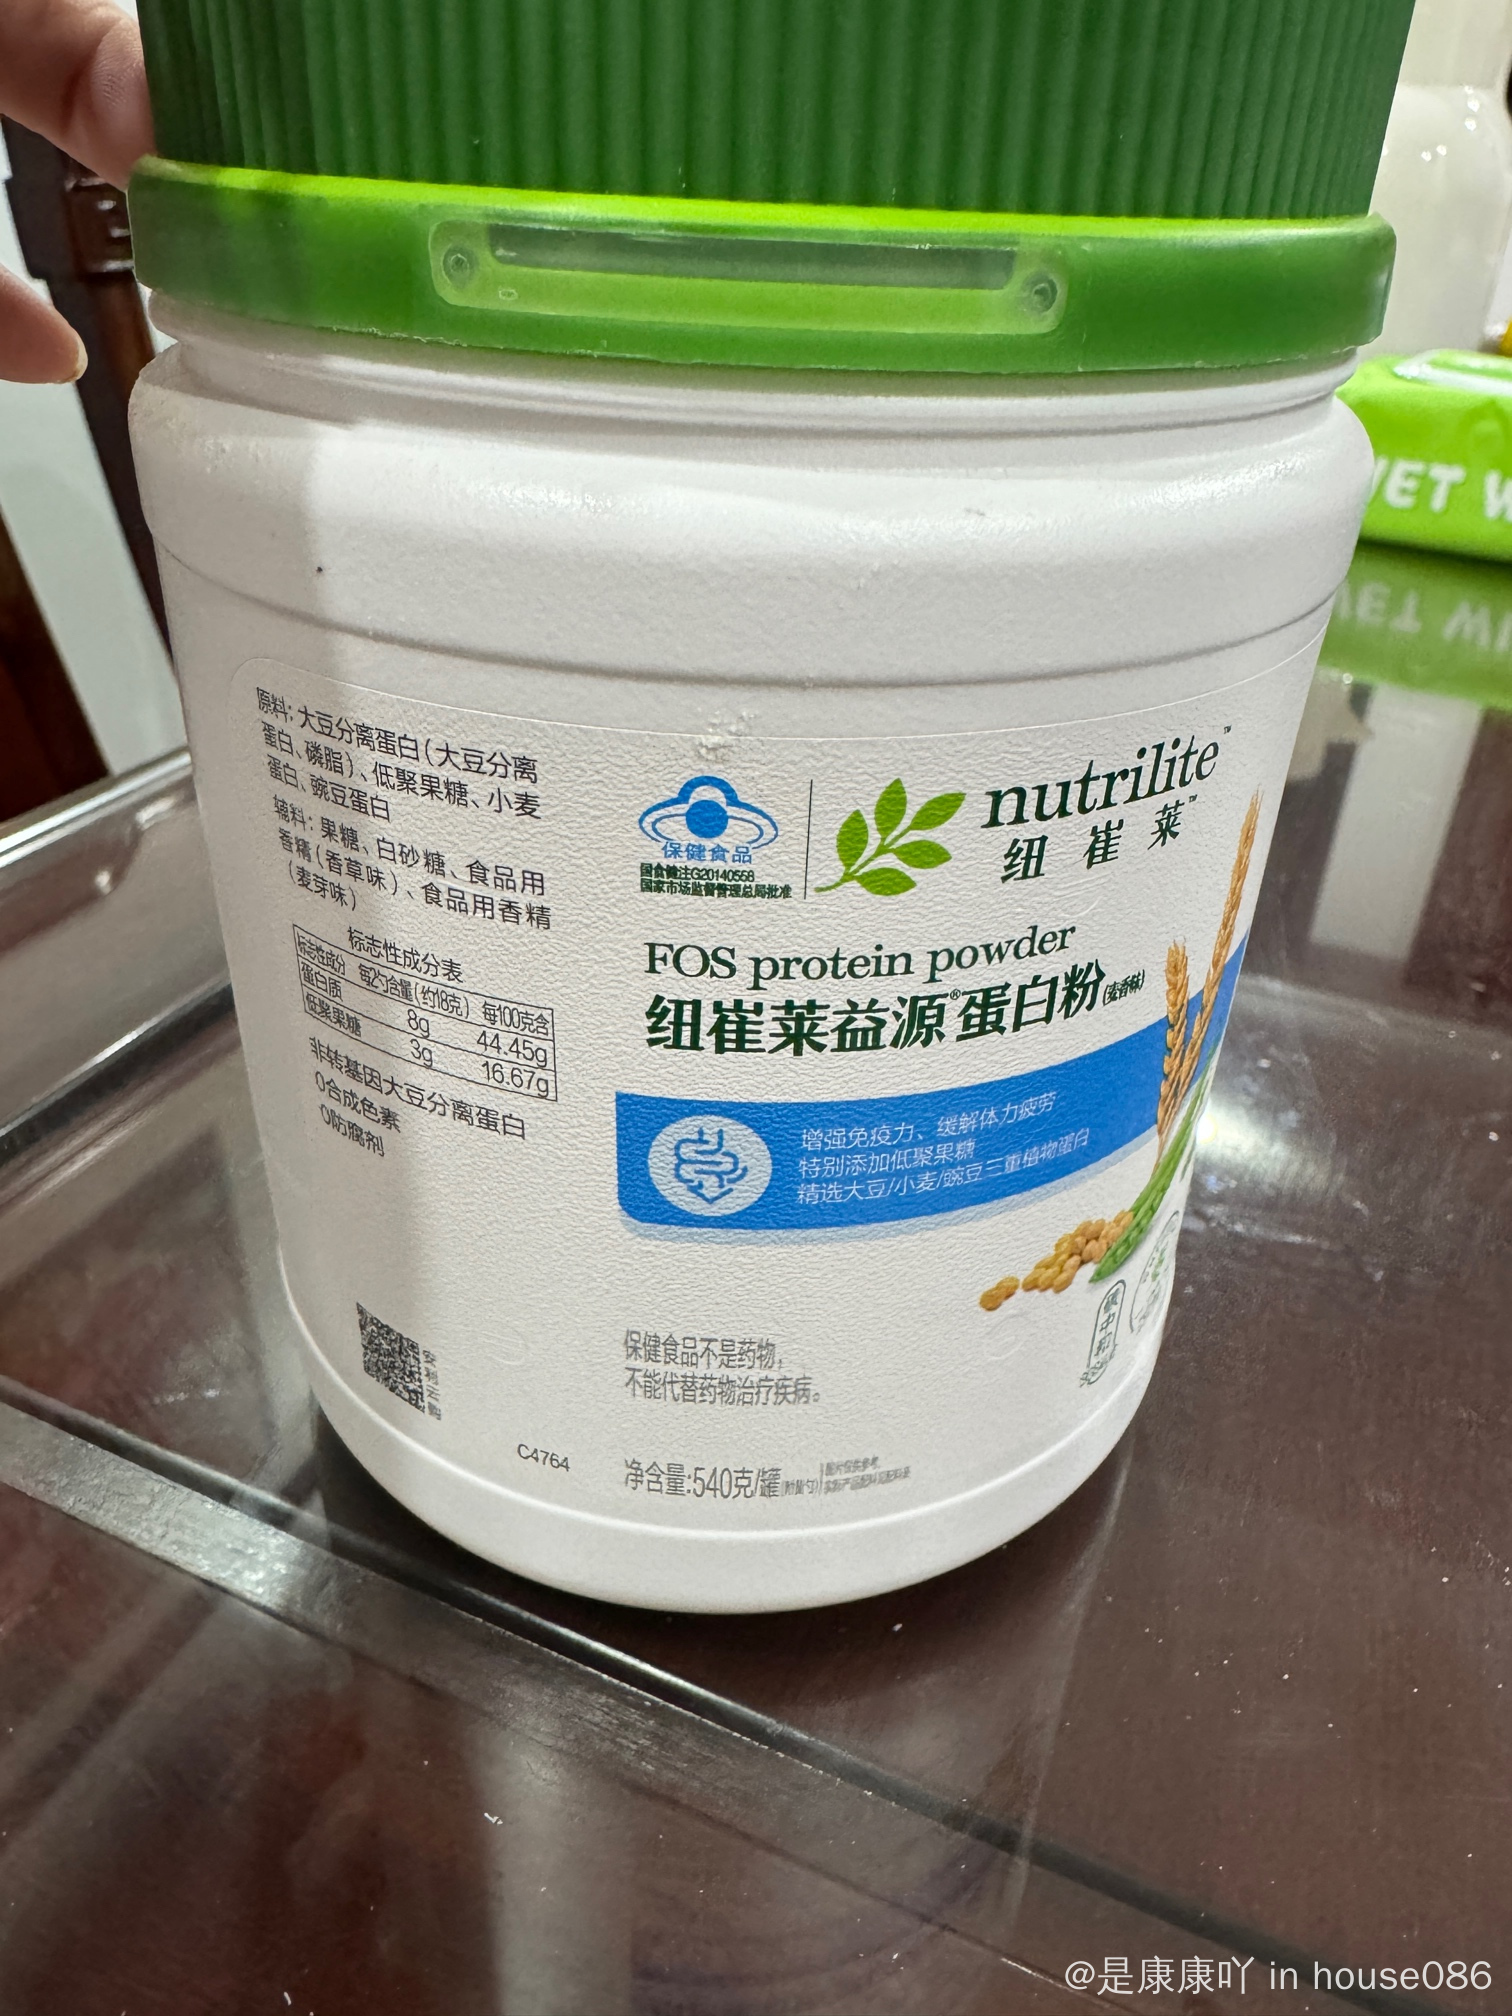 原料:大豆分离蛋白(大豆分离
蛋白、磷脂)、低聚果糖、小麦
蛋白、豌豆蛋白
辅料:果糖、白砂糖、食品用
香精(香草味)、食品用香精
(麦芽味)
标志性成分表
标志性成分 每2勺含量(约18克) 每100克含
蛋白质 8g 44.45g
低聚果糖 3g 16.67g
非转基因大豆分离蛋白
0合成色素
0防腐剂
安利云购
C4764
保健食品
国食健注G20140558
国家市场监督管理总局批准
nutrilite™
纽崔莱™
FOS protein powder
纽崔莱益源®蛋白粉(麦香味)
增强免疫力、缓解体力疲劳
特别添加低聚果糖
精选大豆/小麦/豌豆三重植物蛋白
碳中和
保健食品不是药物,
不能代替药物治疗疾病。
净含量:540克/罐
WET W
@是康康吖 in house086